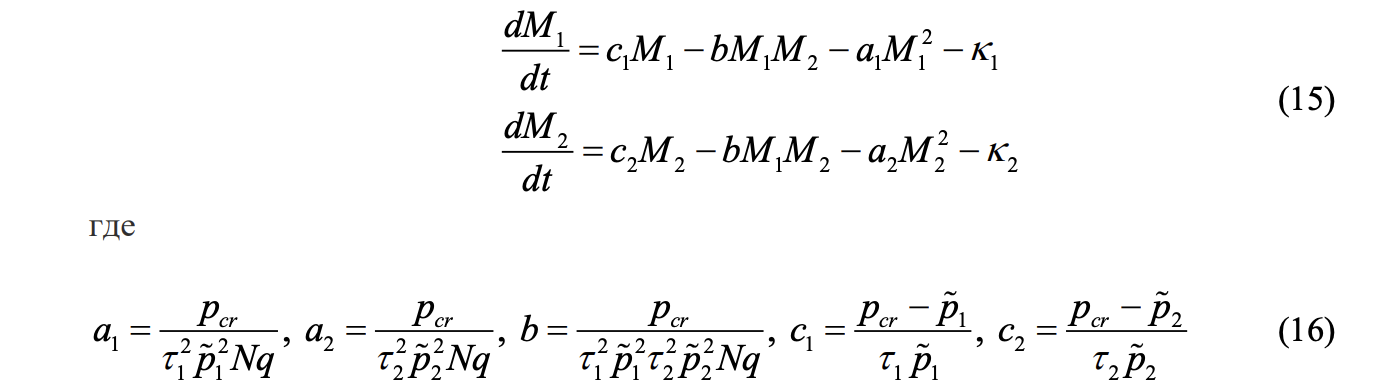 dM₁/dt = c₁M₁ − bM₁M₂ − a₁M₁² − κ₁
(15)
dM₂/dt = c₂M₂ − bM₁M₂ − a₂M₂² − κ₂
где
a₁ = p_cr/(τ₁²p̃₁²Nq), a₂ = p_cr/(τ₂²p̃₂²Nq), b = p_cr/(τ₁²p̃₁²τ₂²p̃₂²Nq), c₁ = (p_cr − p̃₁)/(τ₁p̃₁), c₂ = (p_cr − p̃₂)/(τ₂p̃₂) (16)